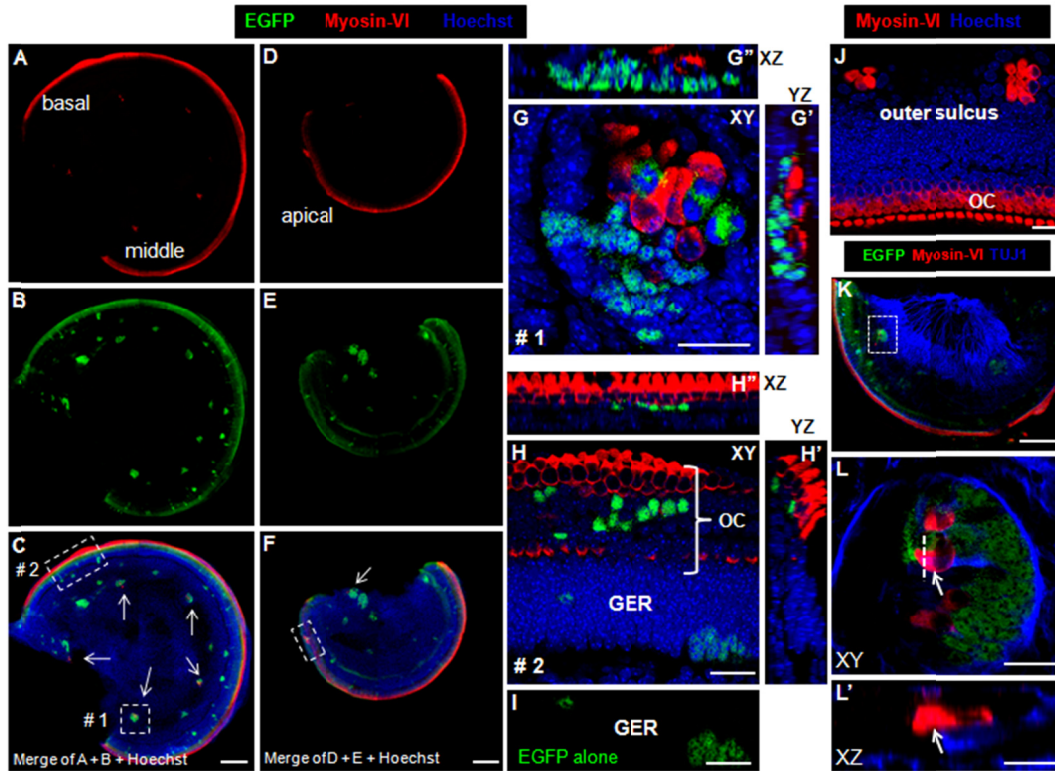 EGFP Myosin-VI Hoechst
A
basal
middle
D
apical
B
E
C
# 2
# 1
Merge of A + B + Hoechst
F
Merge of D + E + Hoechst
G" XZ
G XY
# 1
YZ
G'
H" XZ
H XY
OC
GER
# 2
YZ
H'
I
GER
EGFP alone
Myosin-VI Hoechst
J
outer sulcus
OC
EGFP Myosin-VI TUJ1
K
L
XY
L'
XZ